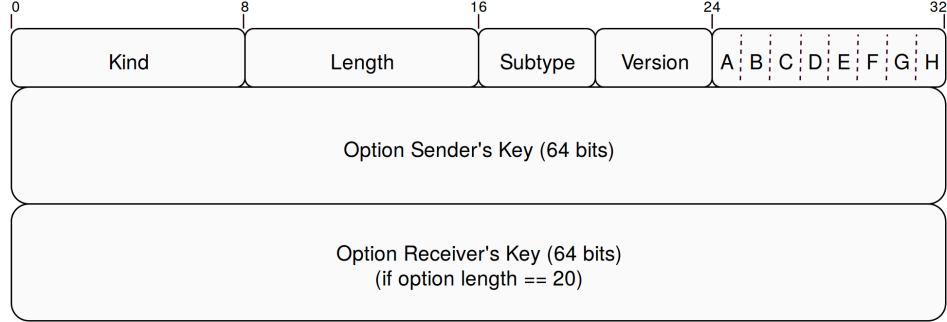 0 8 16 24 32
Kind Length Subtype Version A B C D E F G H
Option Sender's Key (64 bits)
Option Receiver's Key (64 bits)
(if option length == 20)